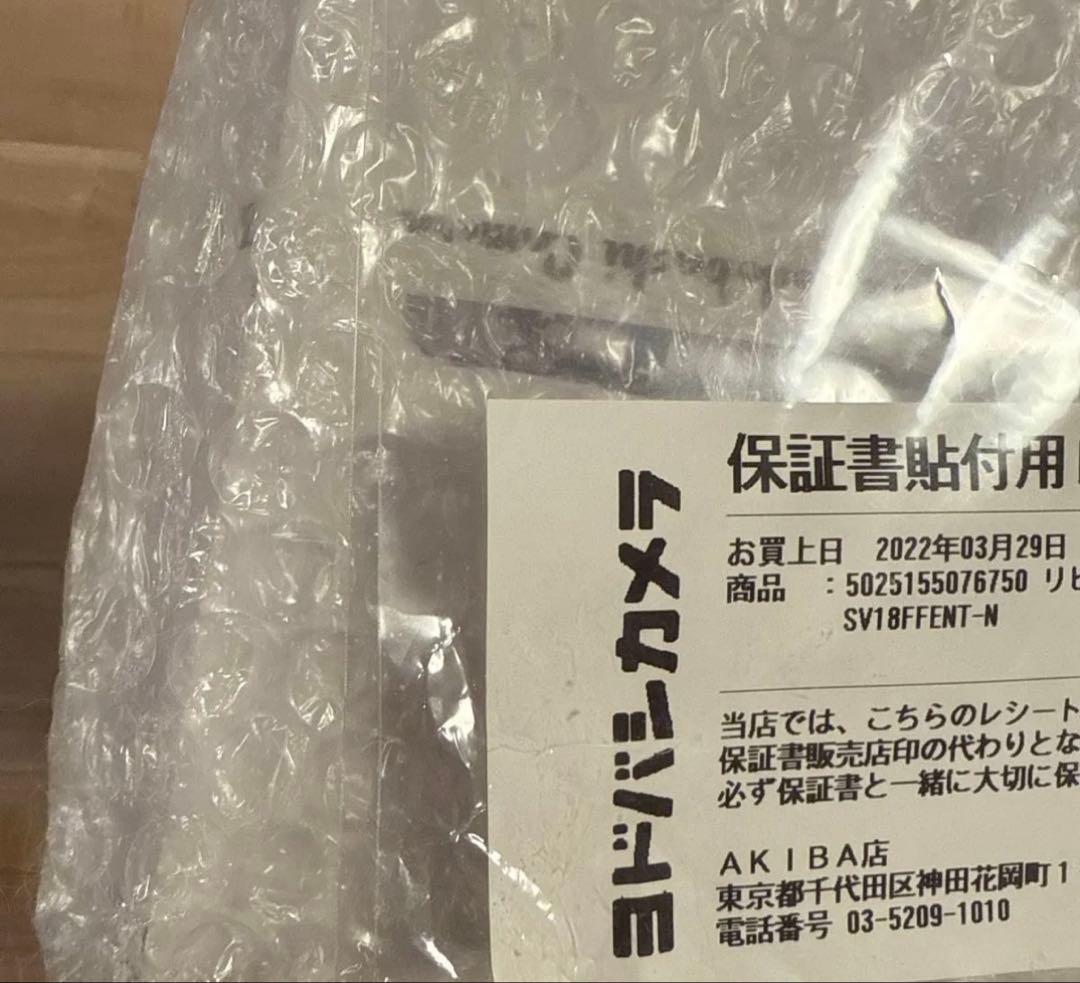 Yodobashi Camera
ヨドバシカメラ
保証書貼付用
お買上日 2022年03月29日
商品 :5025155076750 リビ
SV18FFENT-N
当店では、こちらのレシート
保証書販売店印の代わりとな
必ず保証書と一緒に大切に保
AKIBA店
東京都千代田区神田花岡町1
電話番号 03-5209-1010